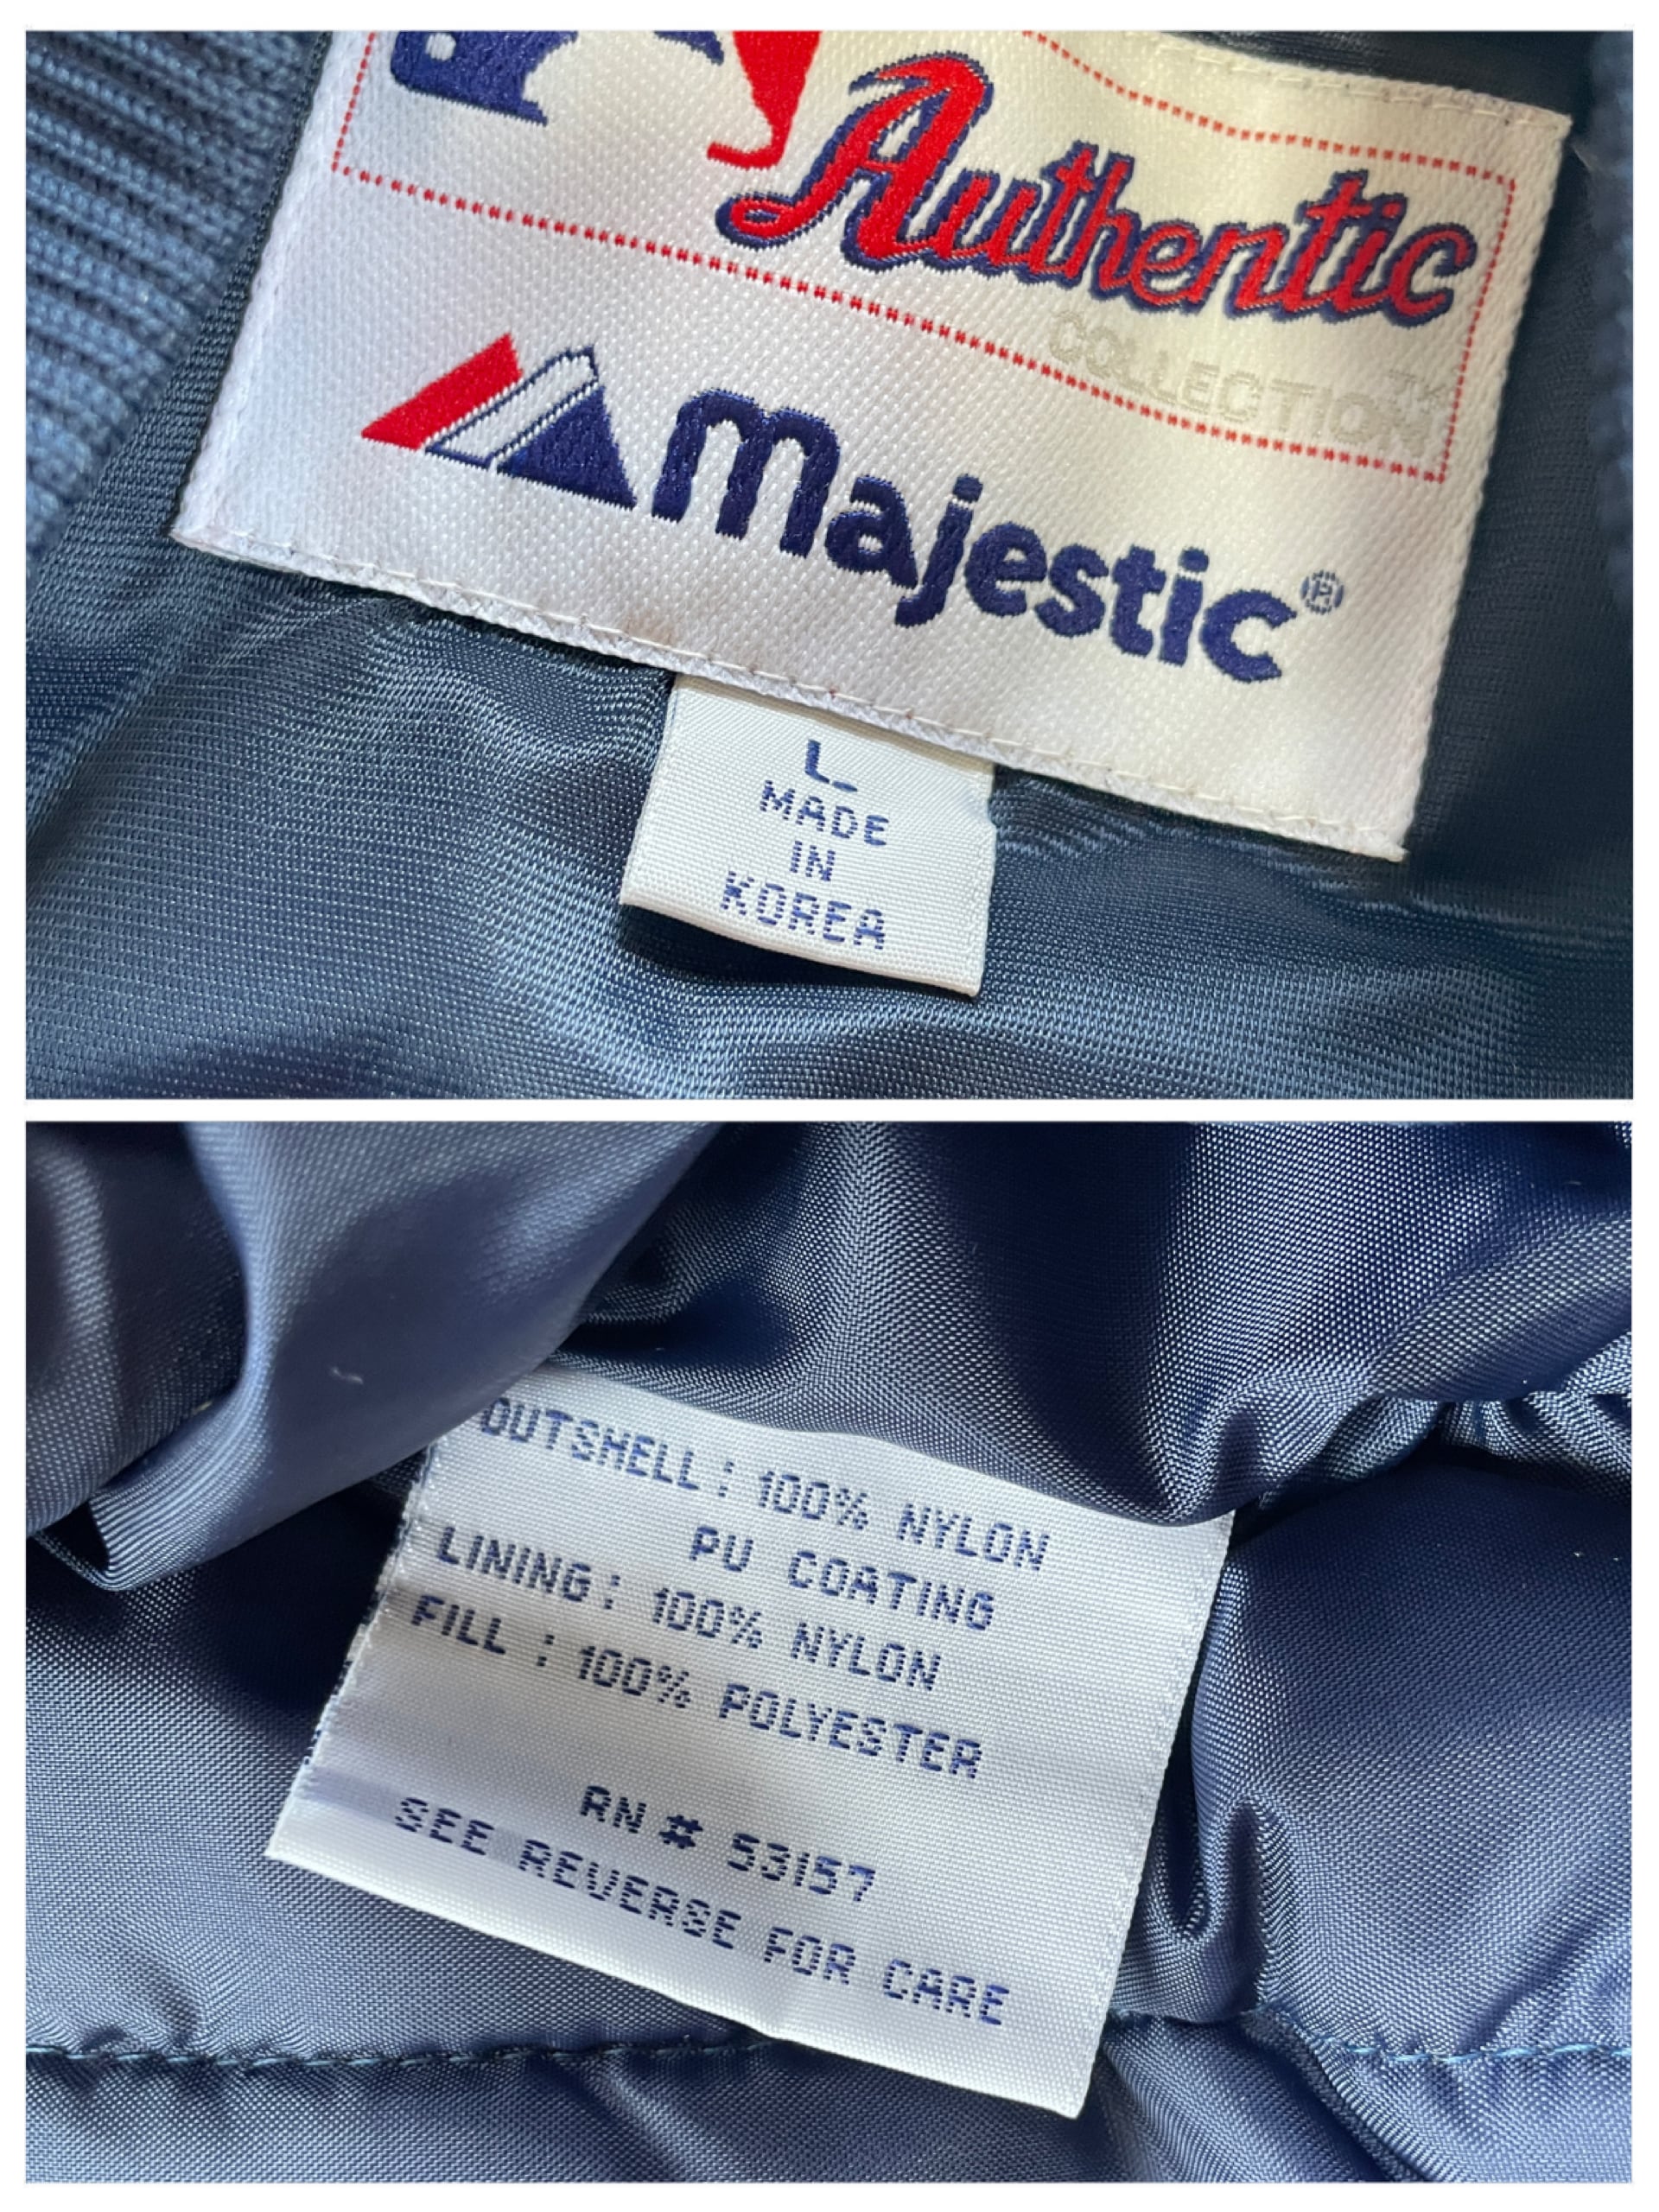 Authentic
COLLECTION™
majestic®
L
MADE
IN
KOREA
OUTSHELL : 100% NYLON
PU COATING
LINING : 100% NYLON
FILL : 100% POLYESTER
RN # 53157
SEE REVERSE FOR CARE